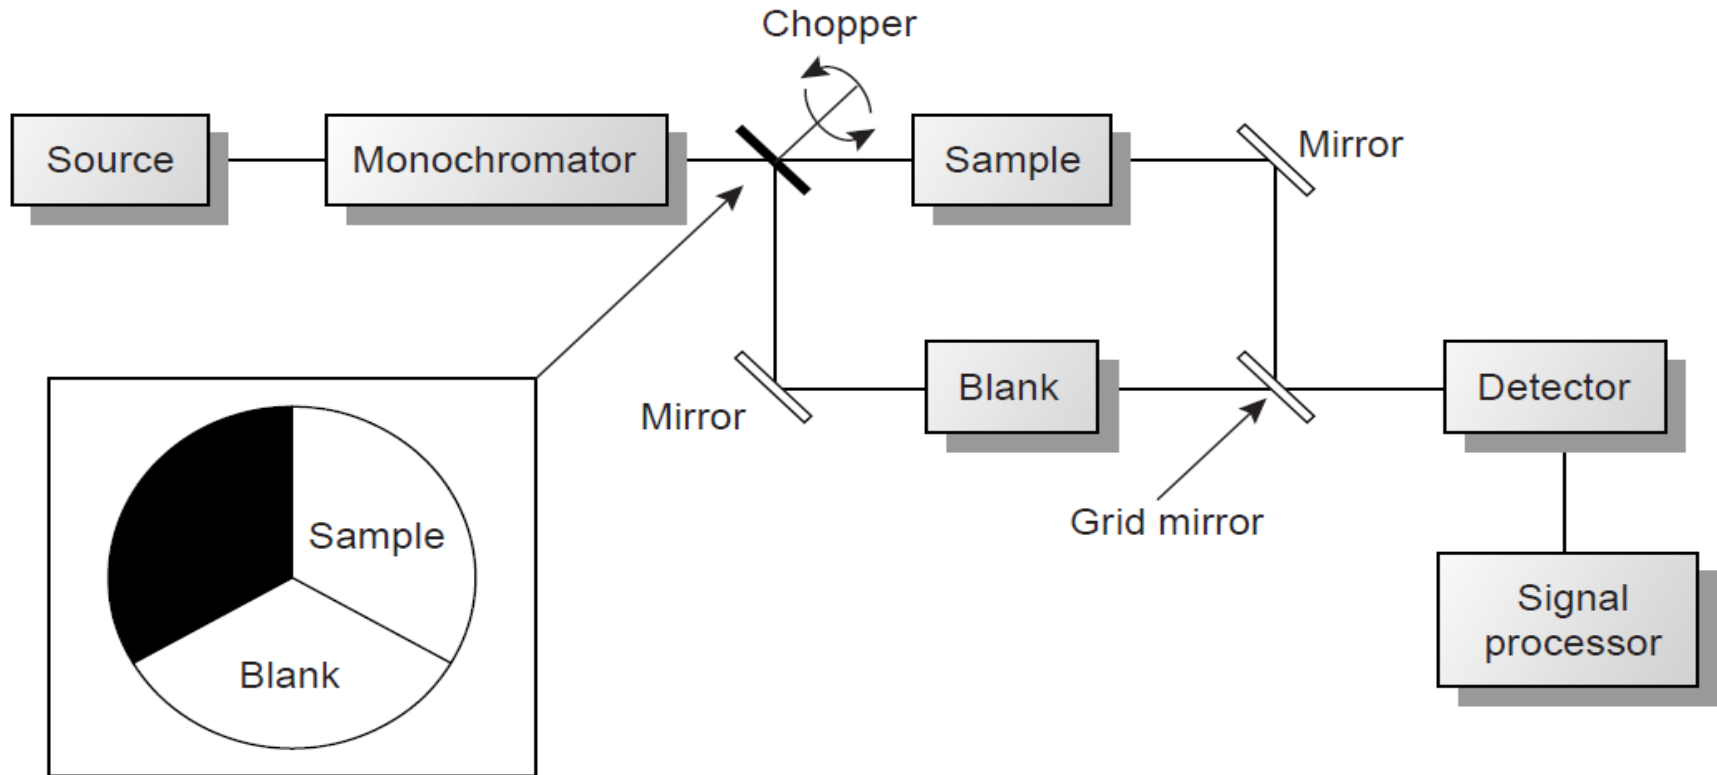 Chopper
Source
Monochromator
Sample
Mirror
Mirror
Blank
Detector
Grid mirror
Sample
Blank
Signal
processor